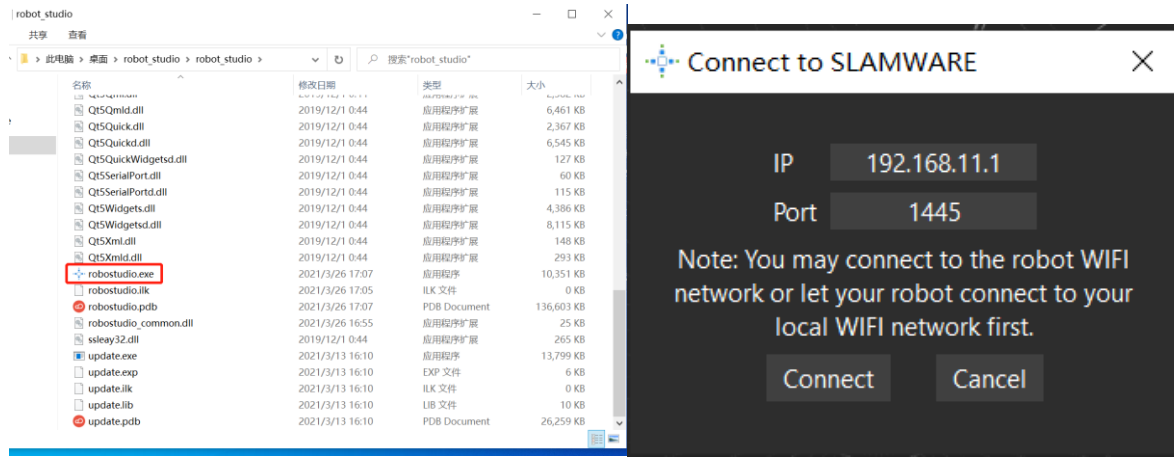 robot_studio
共享 查看
› 此电脑 › 桌面 › robot_studio › robot_studio › 搜索"robot_studio"
名称 修改日期 类型 大小
Qt5Qmld.dll 2019/12/1 0:44 应用程序扩展 6,461 KB
Qt5Quick.dll 2019/12/1 0:44 应用程序扩展 2,367 KB
Qt5Quickd.dll 2019/12/1 0:44 应用程序扩展 6,545 KB
Qt5QuickWidgetsd.dll 2019/12/1 0:44 应用程序扩展 127 KB
Qt5SerialPort.dll 2019/12/1 0:44 应用程序扩展 60 KB
Qt5SerialPortd.dll 2019/12/1 0:44 应用程序扩展 115 KB
Qt5Widgets.dll 2019/12/1 0:44 应用程序扩展 4,386 KB
Qt5Widgetsd.dll 2019/12/1 0:44 应用程序扩展 8,115 KB
Qt5Xml.dll 2019/12/1 0:44 应用程序扩展 148 KB
Qt5Xmld.dll 2019/12/1 0:44 应用程序扩展 293 KB
robostudio.exe 2021/3/26 17:07 应用程序 10,351 KB
robostudio.ilk 2021/3/26 17:05 ILK 文件 0 KB
robostudio.pdb 2021/3/26 17:07 PDB Document 136,603 KB
robostudio_common.dll 2021/3/26 16:55 应用程序扩展 25 KB
ssleay32.dll 2019/12/1 0:44 应用程序扩展 265 KB
update.exe 2021/3/13 16:10 应用程序 13,799 KB
update.exp 2021/3/13 16:10 EXP 文件 6 KB
update.ilk 2021/3/13 16:10 ILK 文件 0 KB
update.lib 2021/3/13 16:10 LIB 文件 10 KB
update.pdb 2021/3/13 16:10 PDB Document 26,259 KB
Connect to SLAMWARE
IP 192.168.11.1
Port 1445
Note: You may connect to the robot WIFI
network or let your robot connect to your
local WIFI network first.
Connect Cancel